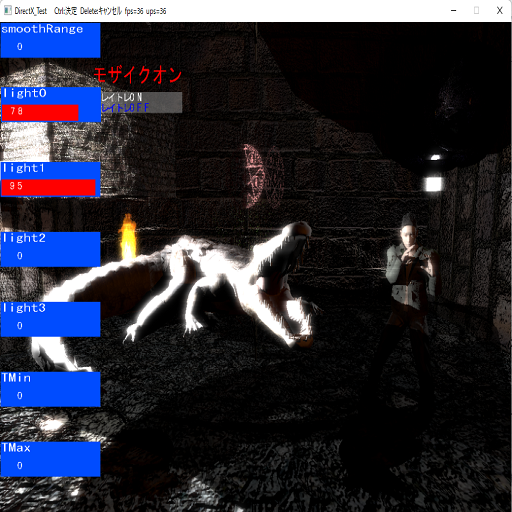 DirectX_Test Ctrl:決定 Delete:キャンセル fps=36 ups=36
smoothRange
0
モザイクオン
light0
78
レイトレON
レイトレOFF
light1
95
light2
0
light3
0
TMin
0
TMax
0